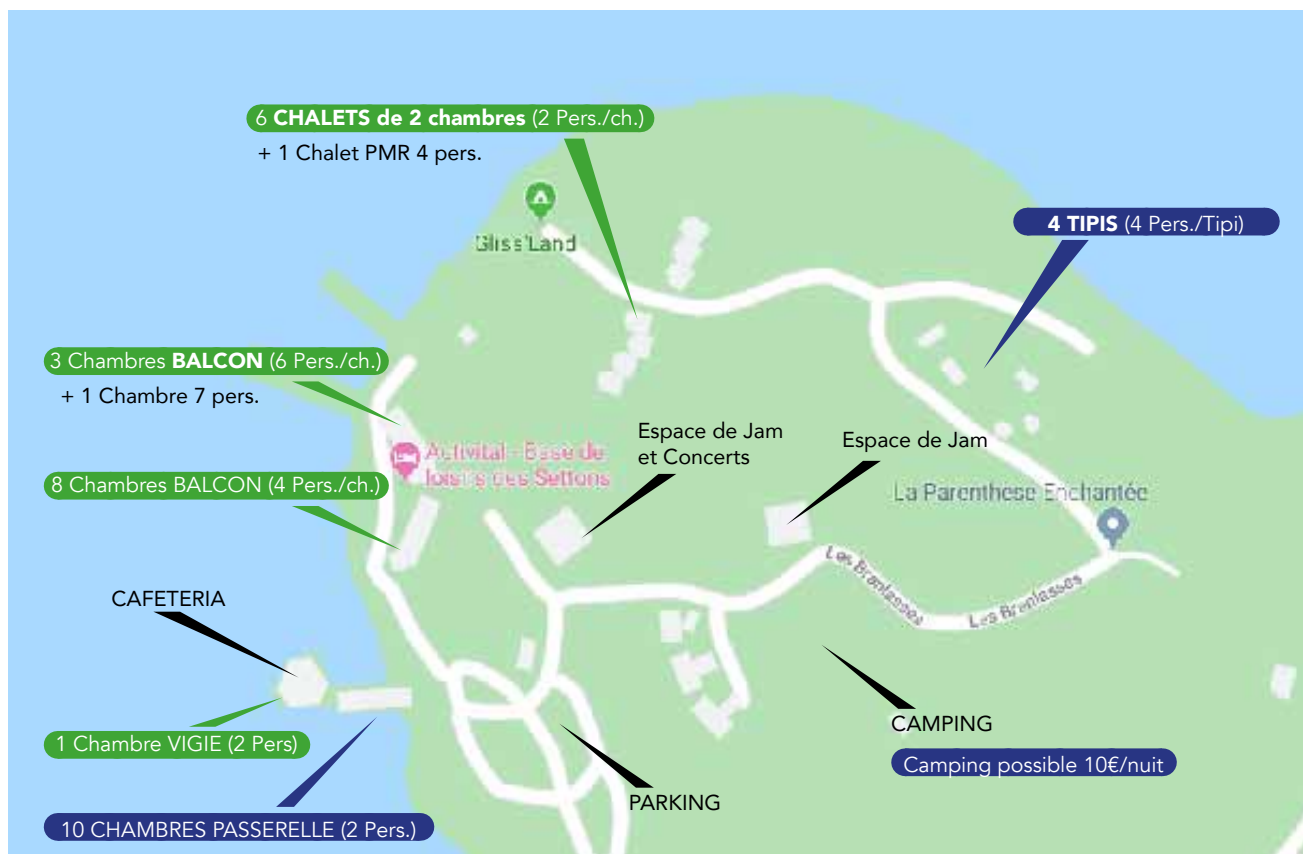 6 CHALETS de 2 chambres (2 Pers./ch.)
+ 1 Chalet PMR 4 pers.
4 TIPIS (4 Pers./Tipi)
Gliss'Land
3 Chambres BALCON (6 Pers./ch.)
+ 1 Chambre 7 pers.
Espace de Jam
et Concerts
Espace de Jam
Activital - Base de
loisirs des Settons
8 Chambres BALCON (4 Pers./ch.)
La Parenthese Enchantée
Les Branlasses
Les Branlasses
CAFETERIA
CAMPING
1 Chambre VIGIE (2 Pers)
Camping possible 10€/nuit
PARKING
10 CHAMBRES PASSERELLE (2 Pers.)